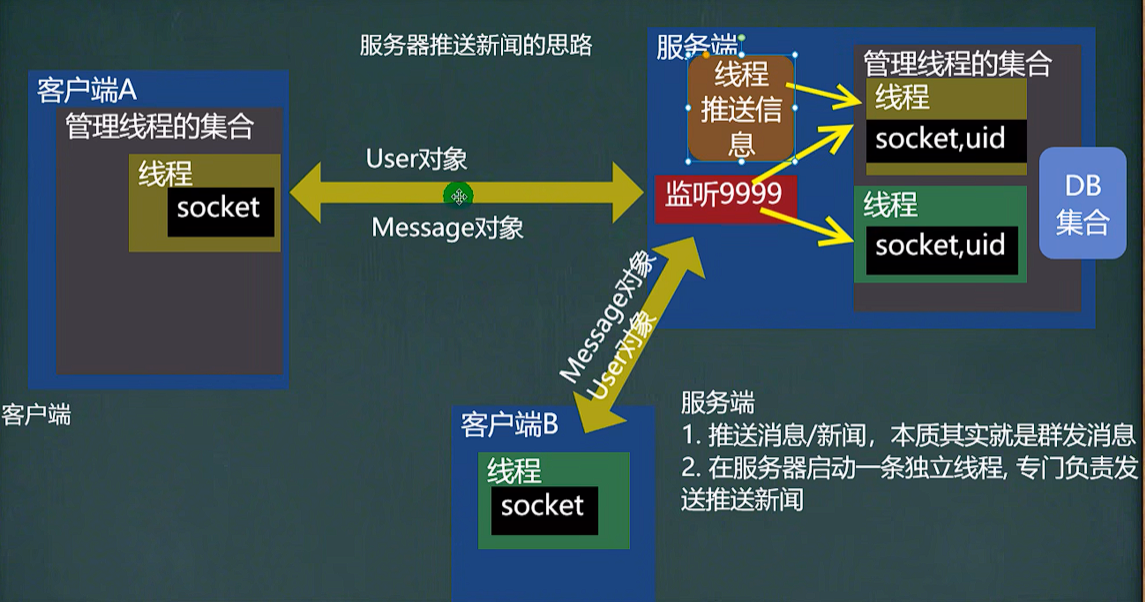 服务器推送新闻的思路
客户端A
管理线程的集合
线程
socket
客户端
User对象
Message对象
服务端
线程
推送信
息
监听9999
管理线程的集合
线程
socket,uid
线程
socket,uid
DB
集合
Message对象
User对象
客户端B
线程
socket
服务端
1. 推送消息/新闻，本质其实就是群发消息
2. 在服务器启动一条独立线程, 专门负责发
送推送新闻